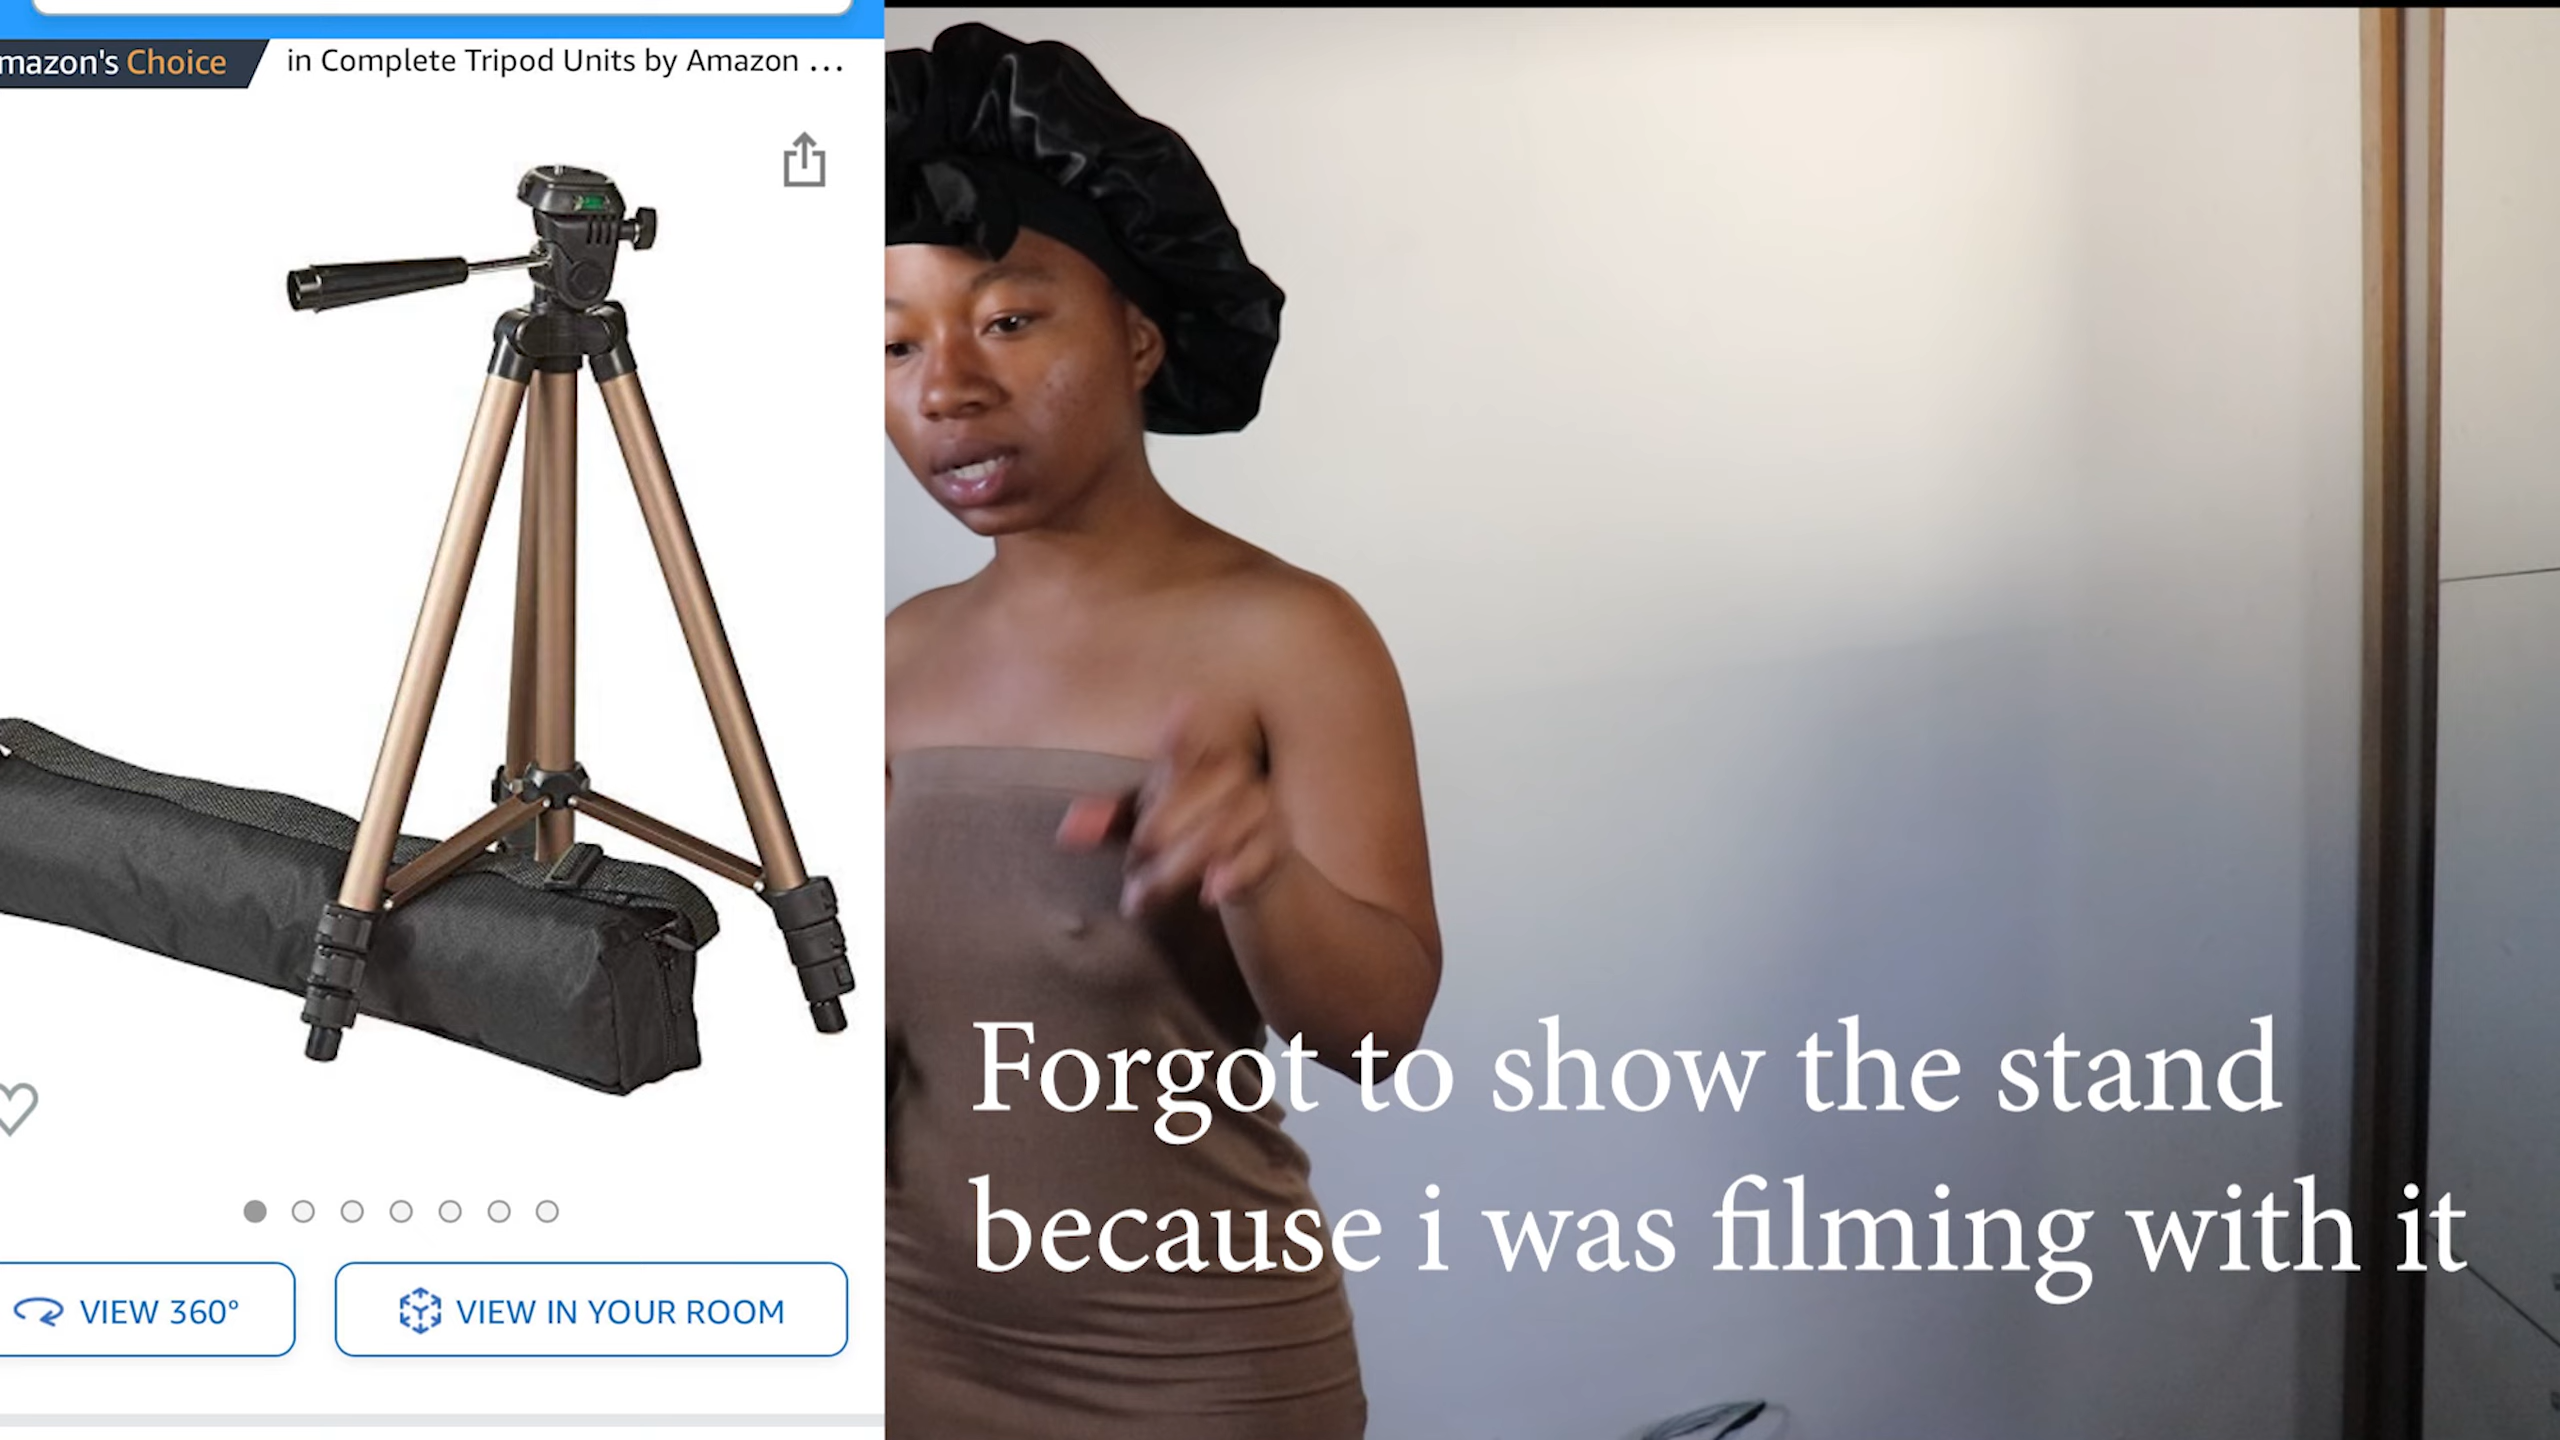 mazon's Choice in Complete Tripod Units by Amazon ...
VIEW 360°
VIEW IN YOUR ROOM
Forgot to show the stand
because i was filming with it